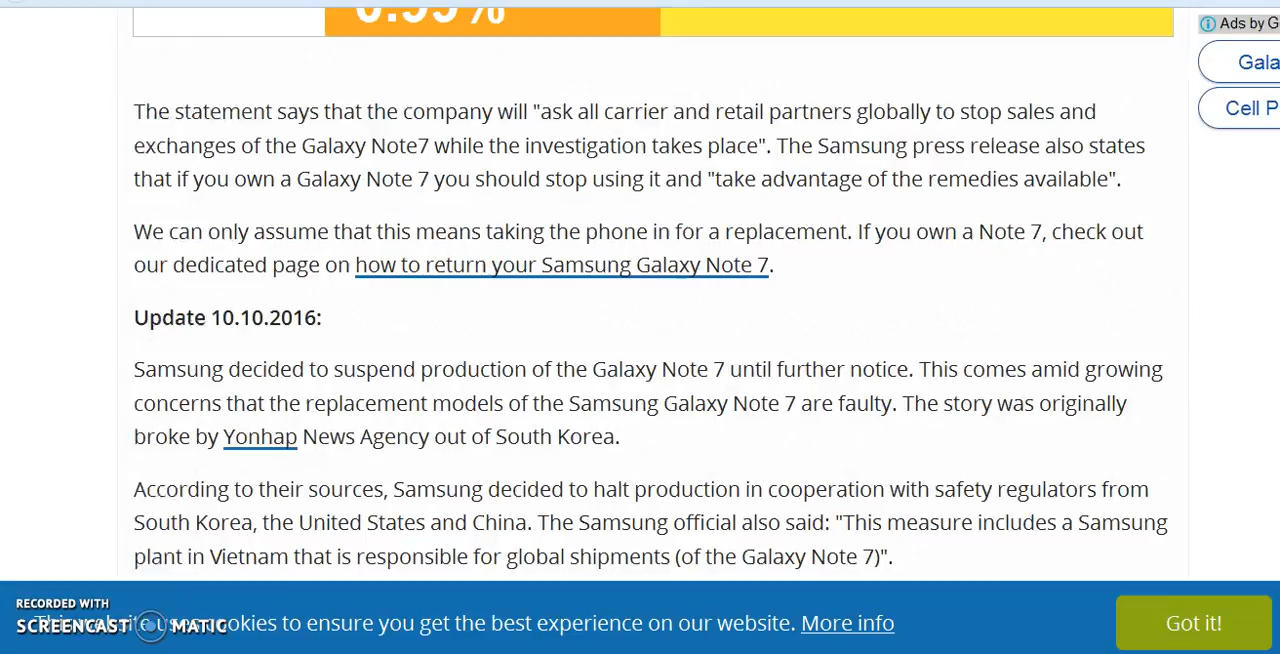 0.99%
Ads by G
Gala
Cell P
The statement says that the company will "ask all carrier and retail partners globally to stop sales and
exchanges of the Galaxy Note7 while the investigation takes place". The Samsung press release also states
that if you own a Galaxy Note 7 you should stop using it and "take advantage of the remedies available".
We can only assume that this means taking the phone in for a replacement. If you own a Note 7, check out
our dedicated page on how to return your Samsung Galaxy Note 7.
Update 10.10.2016:
Samsung decided to suspend production of the Galaxy Note 7 until further notice. This comes amid growing
concerns that the replacement models of the Samsung Galaxy Note 7 are faulty. The story was originally
broke by Yonhap News Agency out of South Korea.
According to their sources, Samsung decided to halt production in cooperation with safety regulators from
South Korea, the United States and China. The Samsung official also said: "This measure includes a Samsung
plant in Vietnam that is responsible for global shipments (of the Galaxy Note 7)".
RECORDED WITH
SCREENCAST MATIC
This website uses cookies to ensure you get the best experience on our website. More info
Got it!